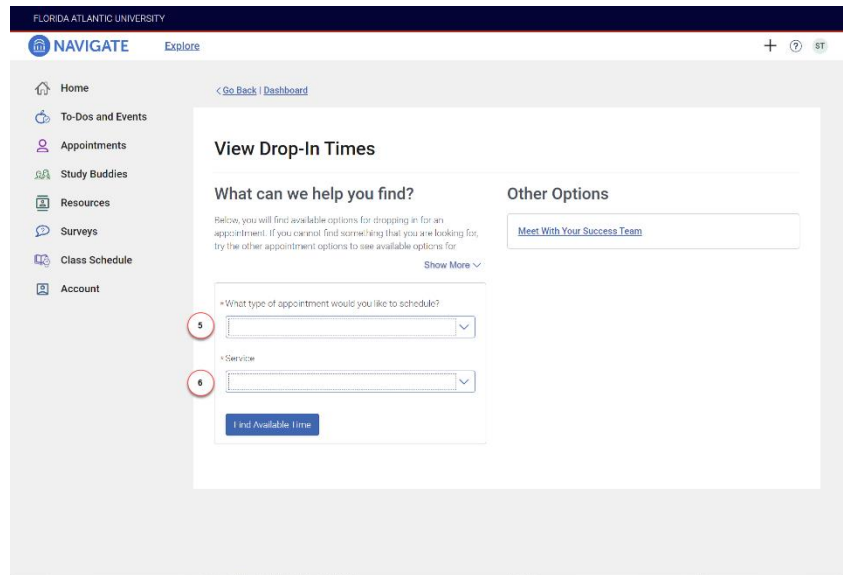 FLORIDA ATLANTIC UNIVERSITY
NAVIGATE
Explore
ST
Home
To-Dos and Events
Appointments
Study Buddies
Resources
Surveys
Class Schedule
Account
< Go Back | Dashboard
View Drop-In Times
What can we help you find?
Below, you will find available options for dropping in for an
appointment. If you cannot find something that you are looking for,
try the other appointment options to see available options for
Show More
*What type of appointment would you like to schedule?
5
*Service
6
Find Available Time
Other Options
Meet With Your Success Team